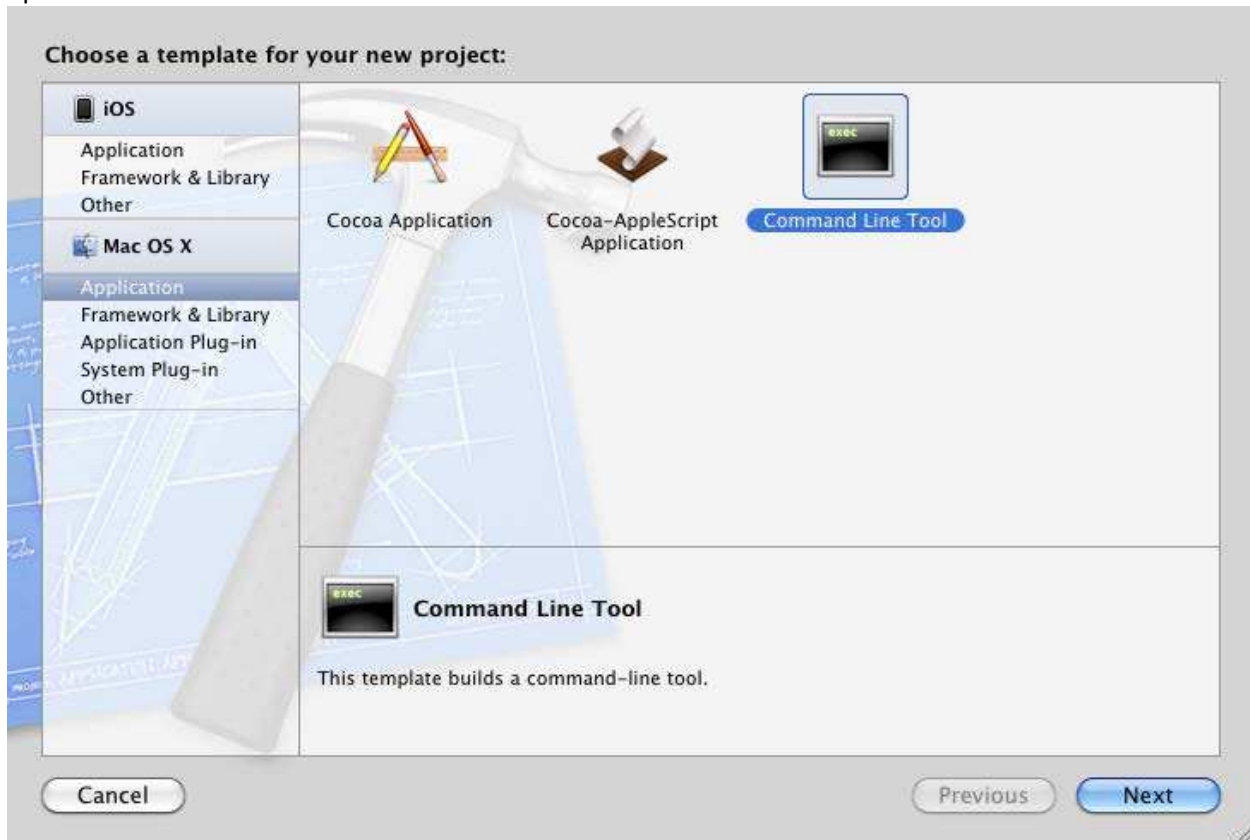 Choose a template for your new project:
iOS
Application
Framework & Library
Other
Mac OS X
Application
Framework & Library
Application Plug-in
System Plug-in
Other
exec
Cocoa Application
Cocoa-AppleScript
Application
Command Line Tool
exec
Command Line Tool
This template builds a command-line tool.
Cancel
Previous
Next